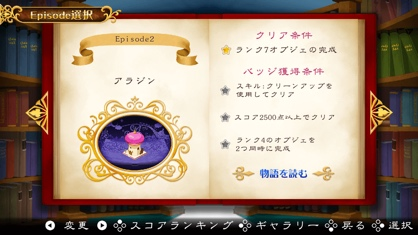 Episode選択
Episode2
アラジン
クリア条件
ランク7オブジェの完成
バッジ獲得条件
スキル:クリーンアップを
使用してクリア
スコア2500点以上でクリア
ランク4のオブジェを
2つ同時に完成
物語を読む
変更 スコアランキング ギャラリー 戻る 選択